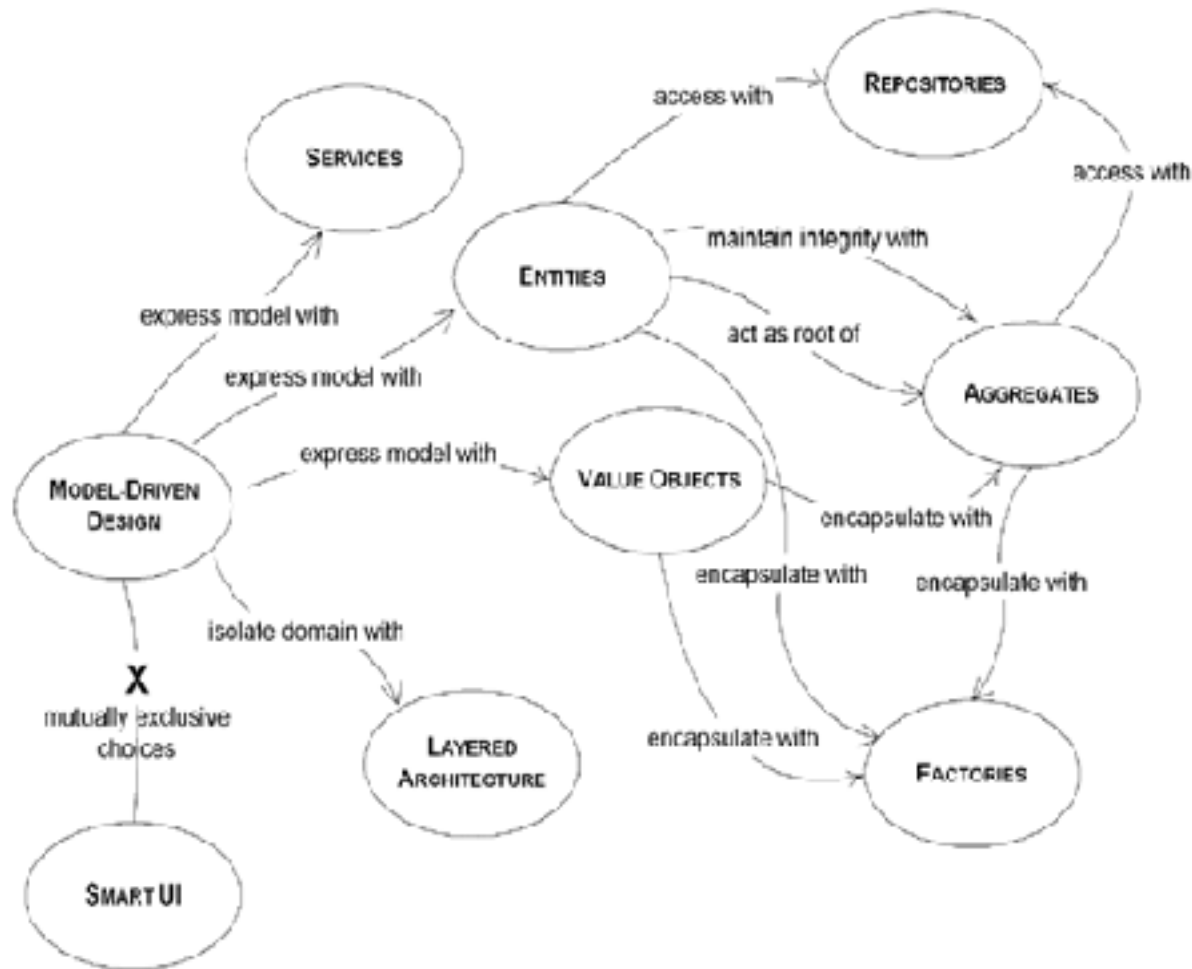 REPOSITORIES
access with
SERVICES
access with
maintain integrity with
ENTITIES
express model with
act as root of
express model with
AGGREGATES
express model with
VALUE OBJECTS
MODEL-DRIVEN
DESIGN
encapsulate with
encapsulate with
encapsulate with
isolate domain with
X
mutually exclusive
choices
encapsulate with
LAYERED
ARCHITECTURE
FACTORIES
SMART UI